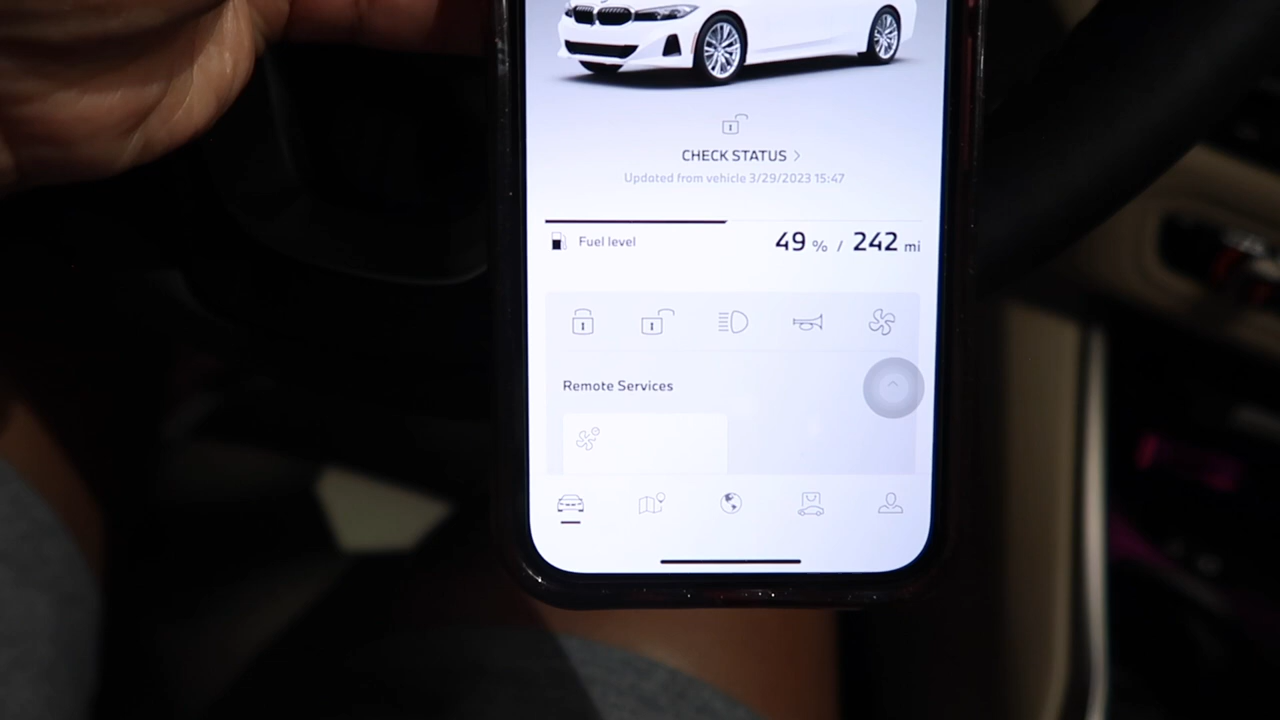 CHECK STATUS >
Updated from vehicle 3/29/2023 15:47
Fuel level 49 % / 242 mi
Remote Services